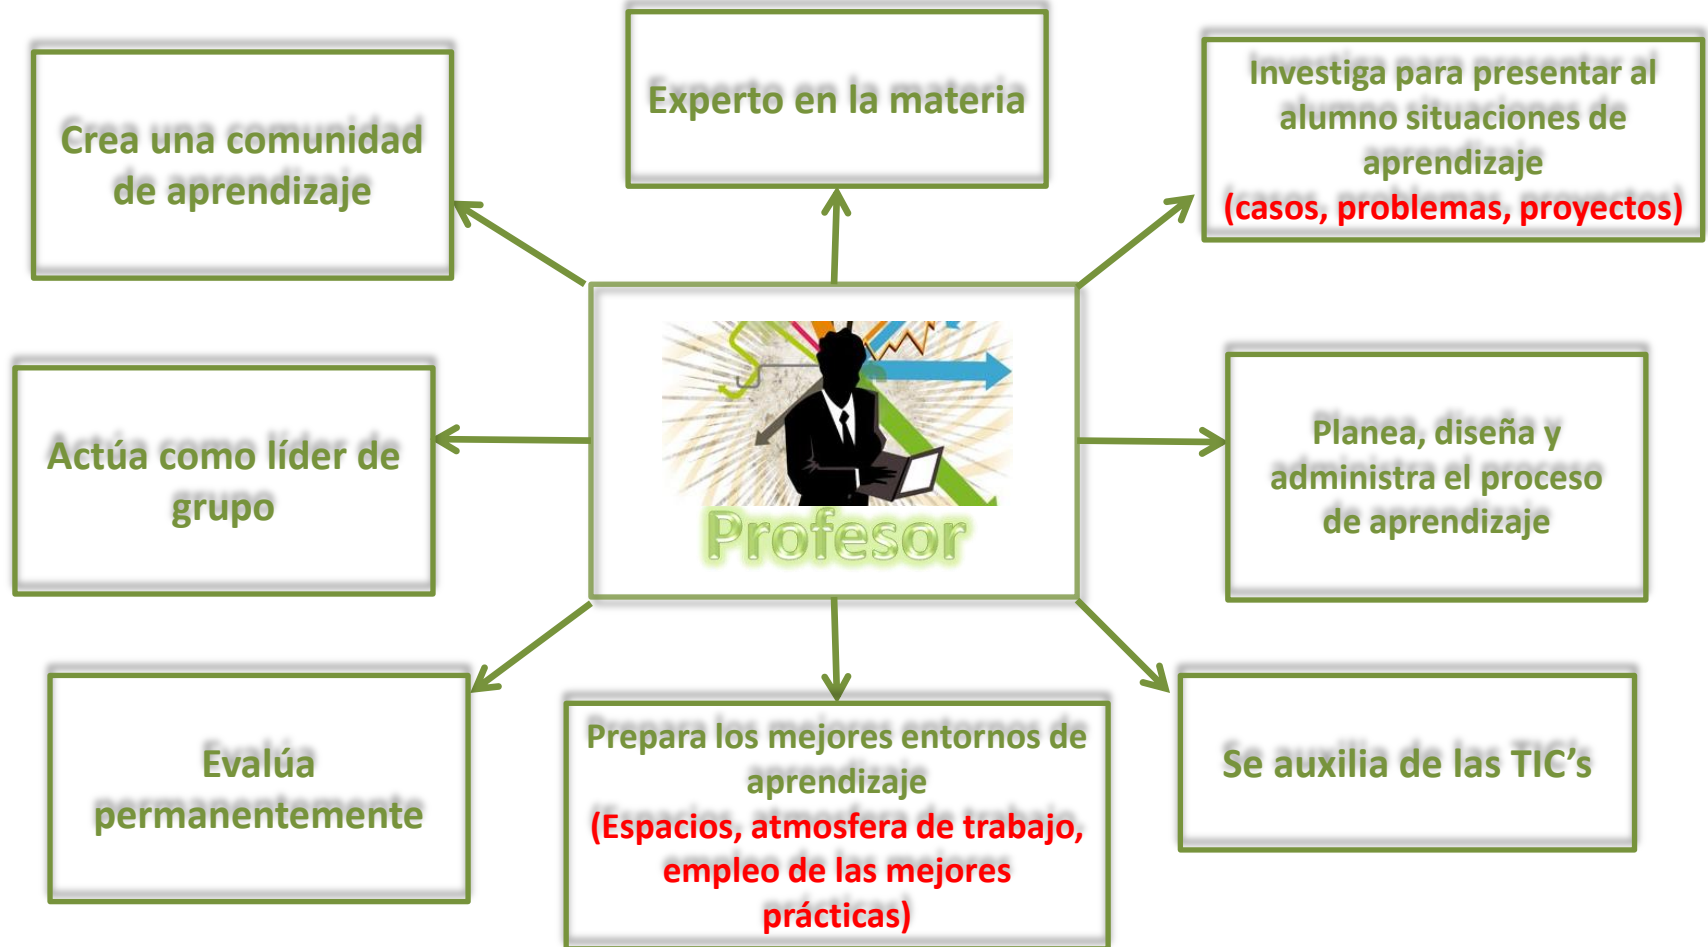 Experto en la materia
Investiga para presentar al
alumno situaciones de
aprendizaje
(casos, problemas, proyectos)
Crea una comunidad
de aprendizaje
Profesor
Actúa como líder de
grupo
Planea, diseña y
administra el proceso
de aprendizaje
Evalúa
permanentemente
Prepara los mejores entornos de
aprendizaje
(Espacios, atmosfera de trabajo,
empleo de las mejores
prácticas)
Se auxilia de las TIC’s